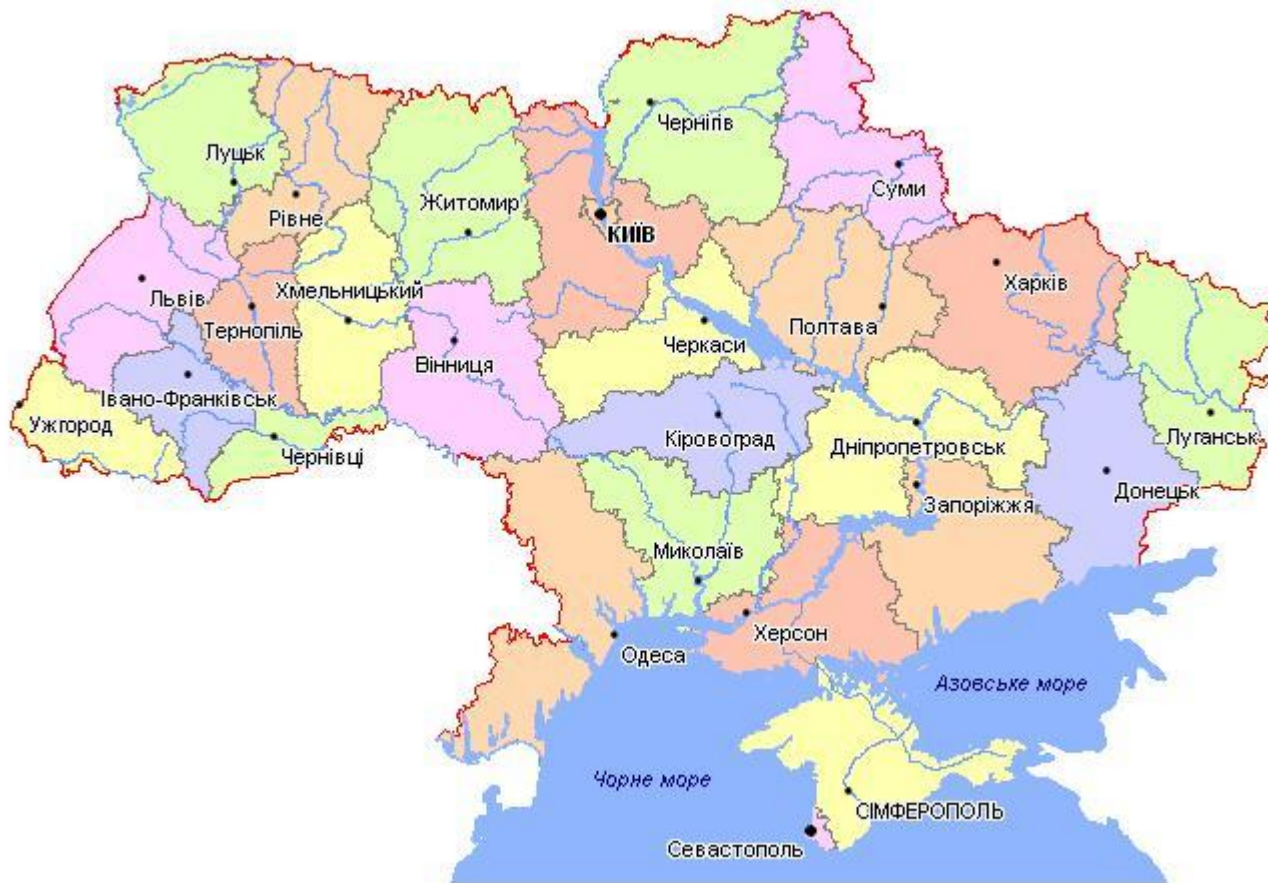 Чернігів
Луцьк
Суми
Рівне
Житомир
КИЇВ
Львів
Хмельницький
Харків
Тернопіль
Черкаси
Полтава
Вінниця
Івано-Франківськ
Ужгород
Чернівці
Кіровоград
Дніпропетровськ
Луганськ
Донецьк
Запоріжжя
Миколаїв
Херсон
Одеса
Азовське море
Чорне море
СІМФЕРОПОЛЬ
Севастополь